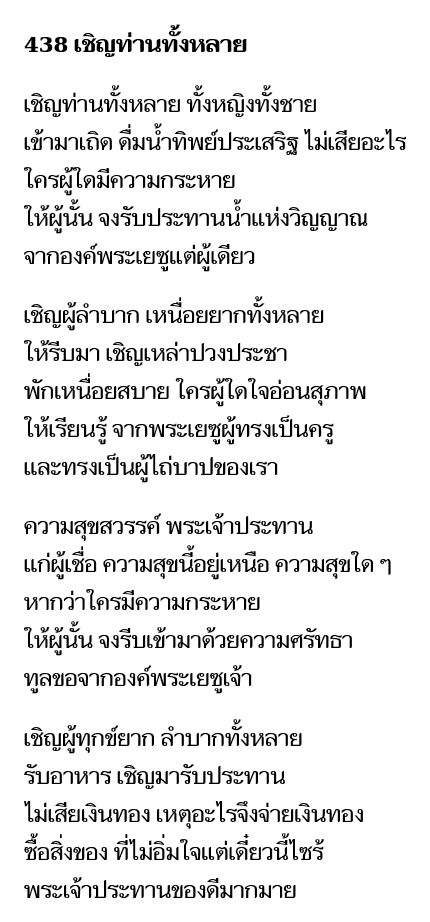 438 เชิญท่านทั้งหลาย
เชิญท่านทั้งหลาย ทั้งหญิงทั้งชาย
เข้ามาเถิด ดื่มน้ำทิพย์ประเสริฐ ไม่เสียอะไร
ใครผู้ใดมีความกระหาย
ให้ผู้นั้น จงรับประทานน้ำแห่งวิญญาณ
จากองค์พระเยซูแต่ผู้เดียว
เชิญผู้ลำบาก เหนื่อยยากทั้งหลาย
ให้รีบมา เชิญเหล่าปวงประชา
พักเหนื่อยสบาย ใครผู้ใดใจอ่อนสุภาพ
ให้เรียนรู้ จากพระเยซูผู้ทรงเป็นครู
และทรงเป็นผู้ไถ่บาปของเรา
ความสุขสวรรค์ พระเจ้าประทาน
แก่ผู้เชื่อ ความสุขนี้อยู่เหนือ ความสุขใด ๆ
หากว่าใครมีความกระหาย
ให้ผู้นั้น จงรีบเข้ามาด้วยความศรัทธา
ทูลขอจากองค์พระเยซูเจ้า
เชิญผู้ทุกข์ยาก ลำบากทั้งหลาย
รับอาหาร เชิญมารับประทาน
ไม่เสียเงินทอง เหตุอะไรจึงจ่ายเงินทอง
ซื้อสิ่งของ ที่ไม่อิ่มใจแต่เดี๋ยวนี้ไซร้
พระเจ้าประทานของดีมากมาย